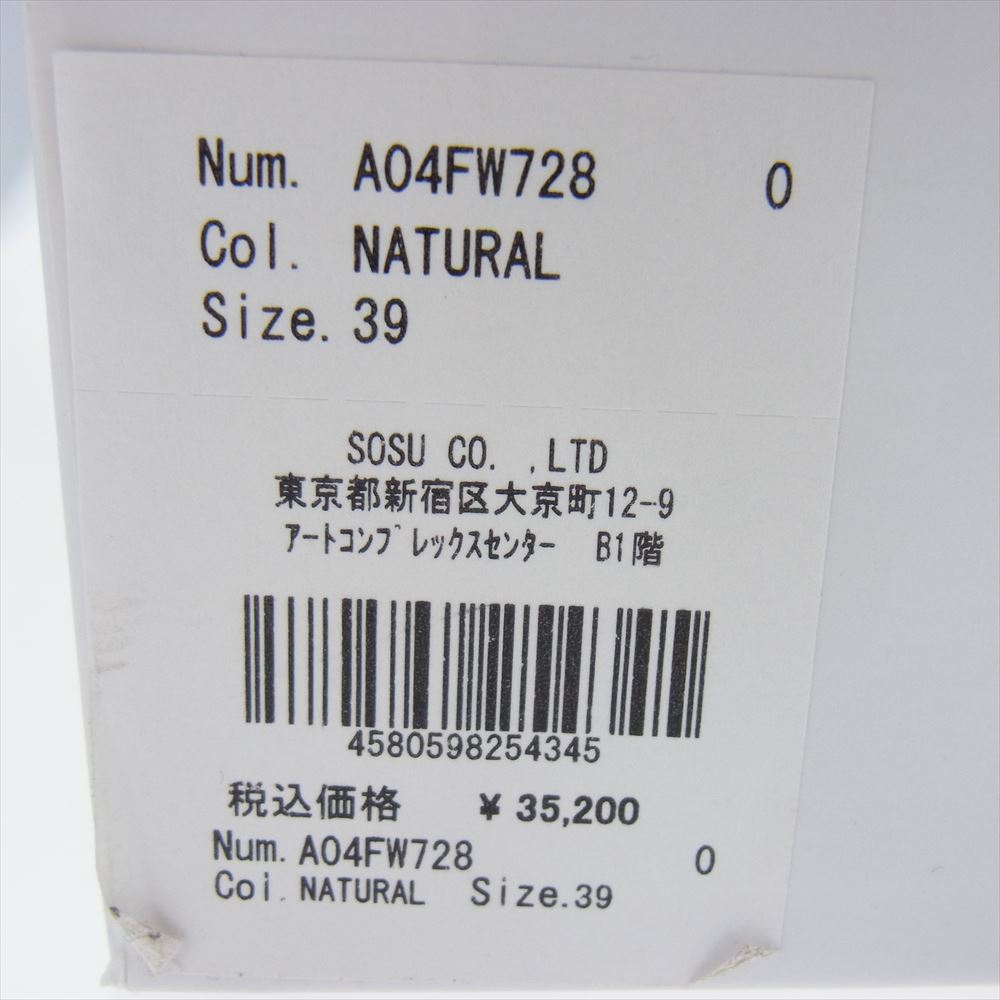 Num. A04FW728 0
Col. NATURAL
Size. 39
SOSU CO. ,LTD
東京都新宿区大京町12-9
ｱｰﾄｺﾝﾌﾟﾚｯｸｽｾﾝﾀｰ B1階
4580598254345
税込価格 ¥ 35,200
Num. A04FW728 0
Col. NATURAL Size.39